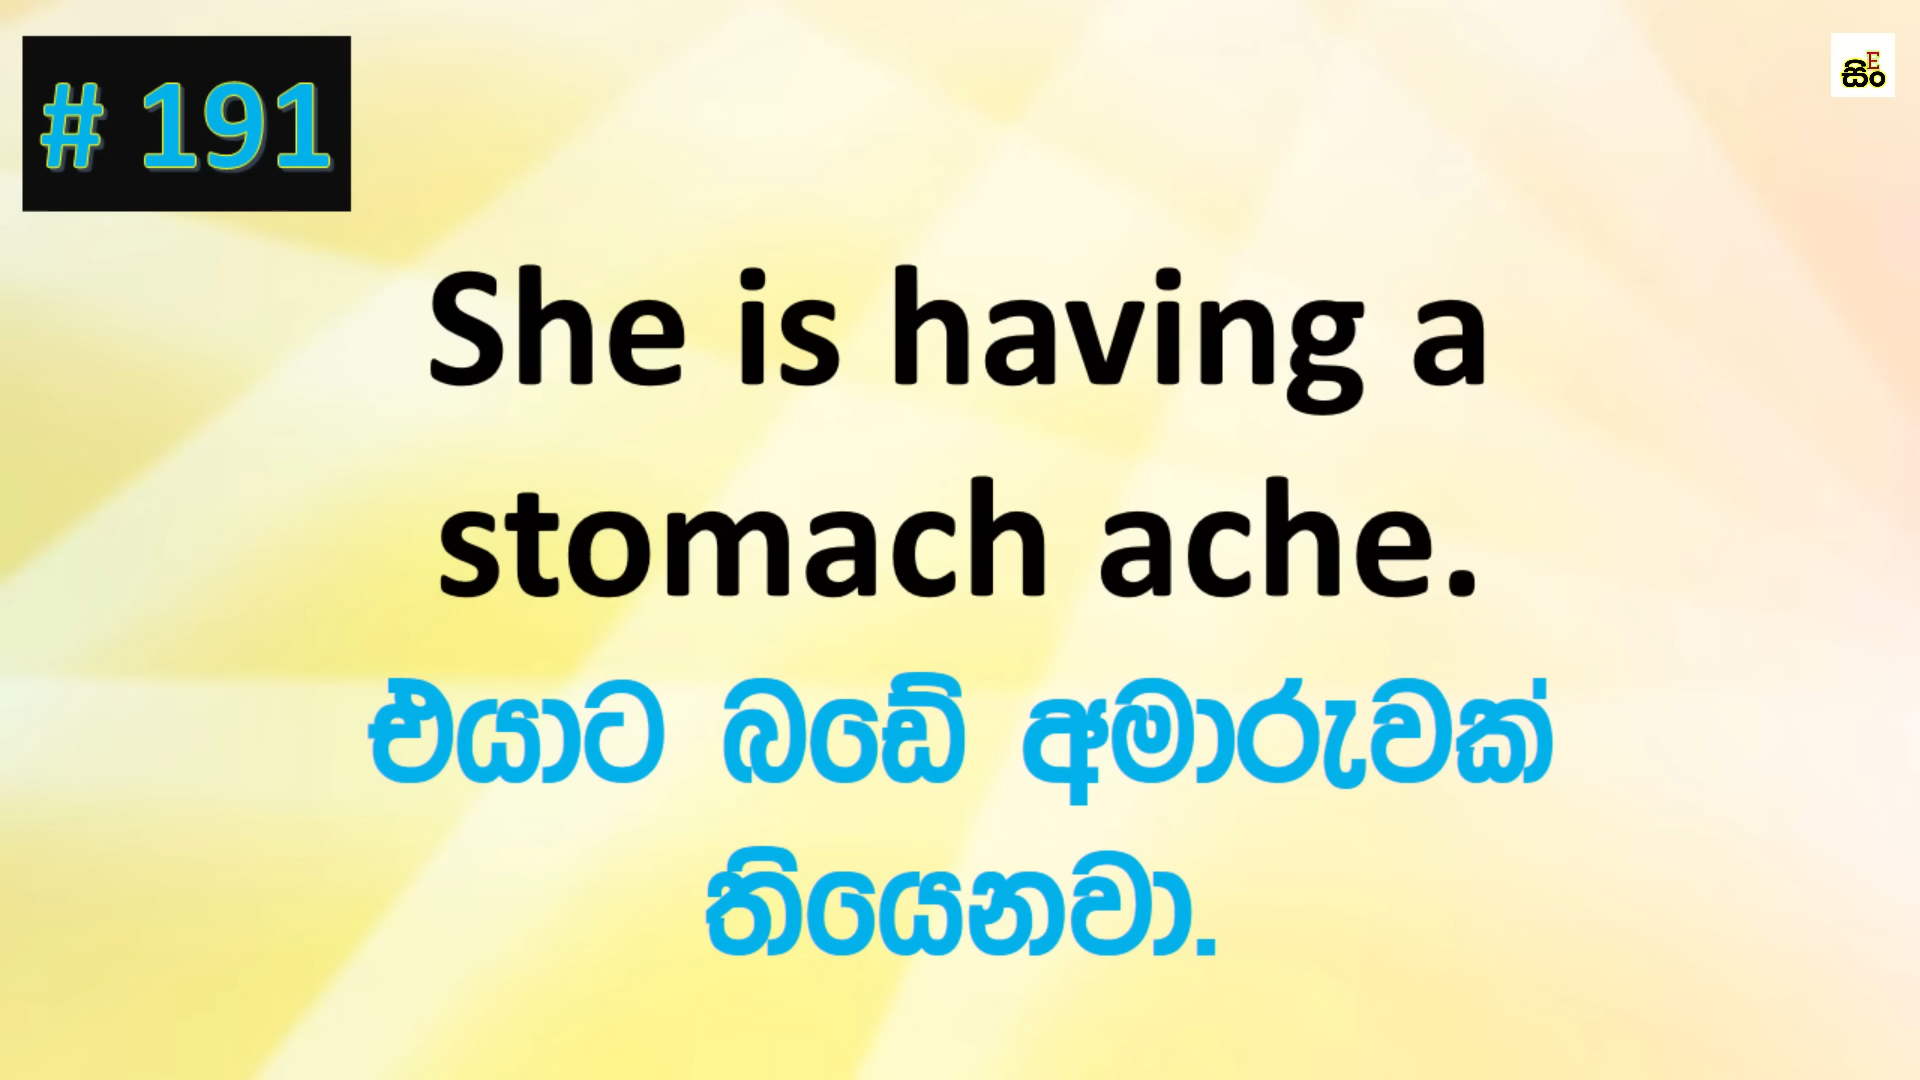 # 191
සිං
E
She is having a
stomach ache.
එයාට බඩේ අමාරුවක්
තියෙනවා.